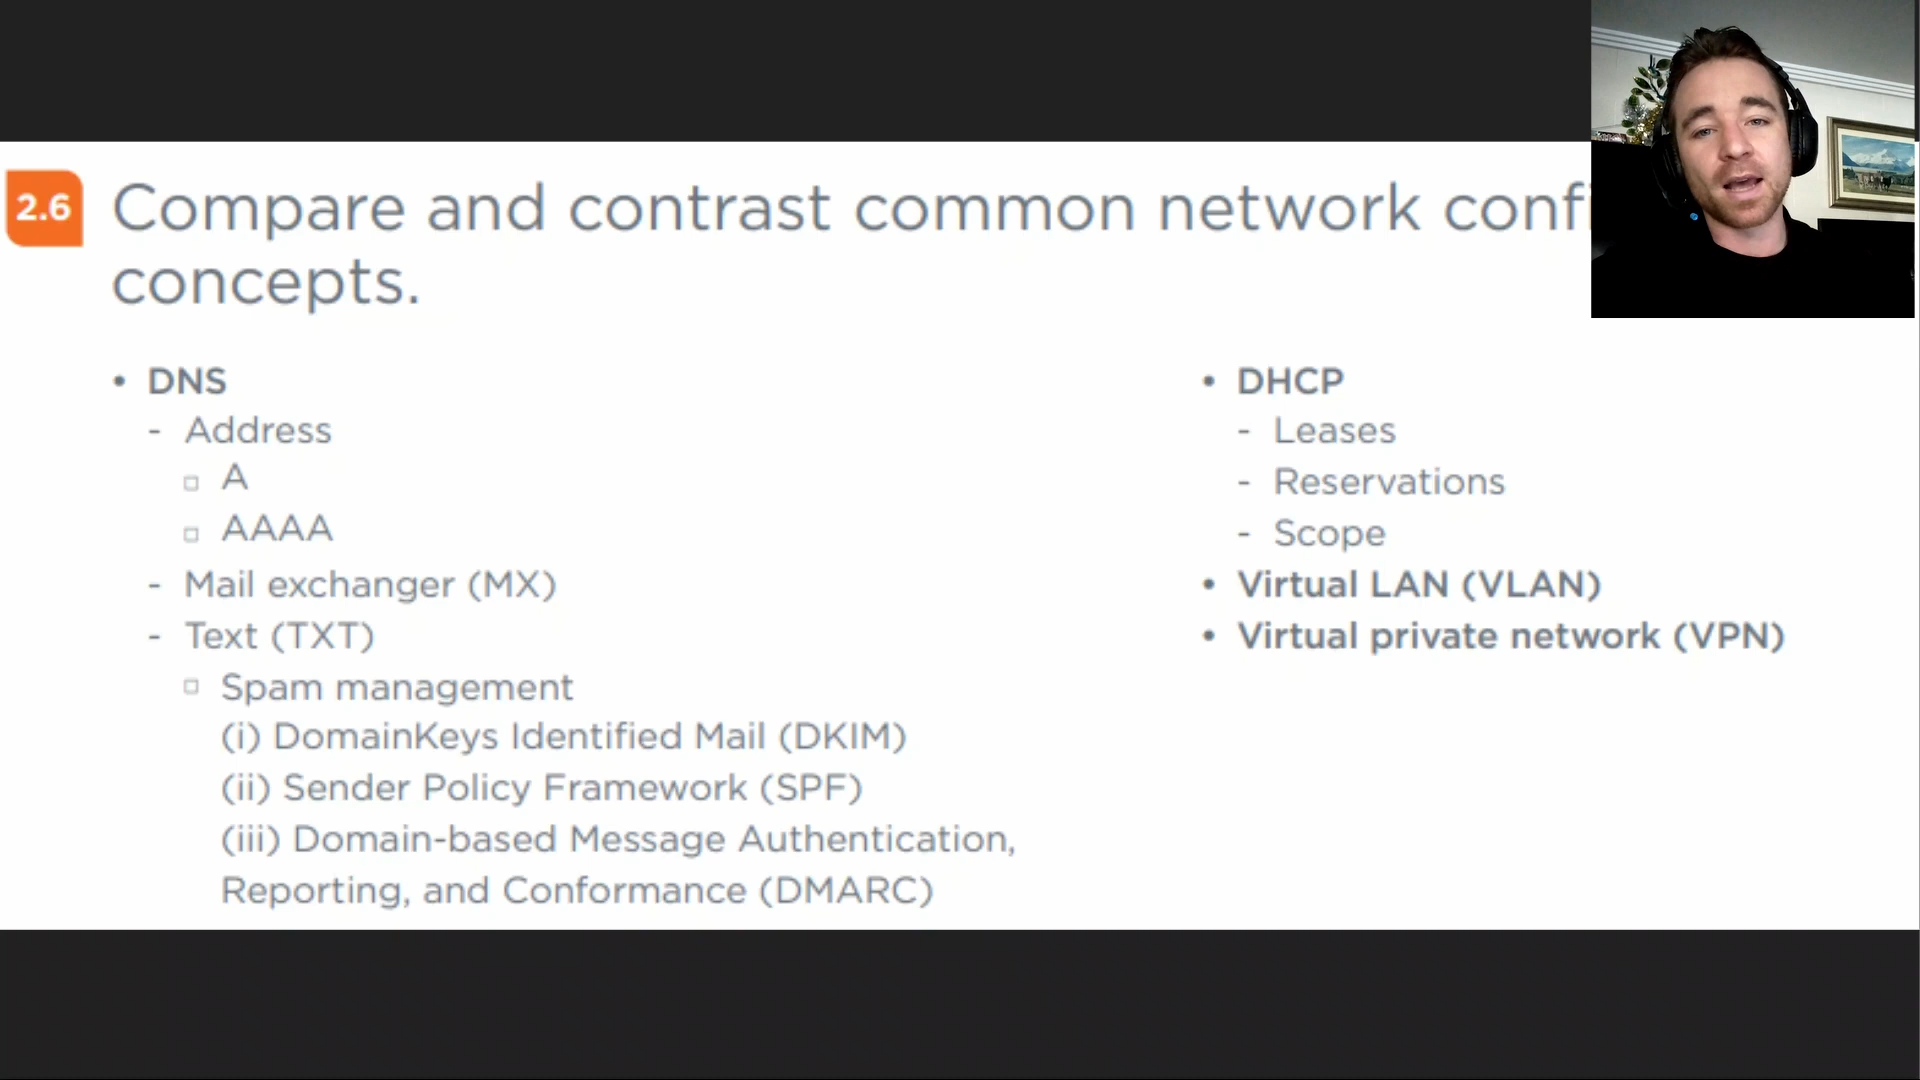 2.6
Compare and contrast common network confi
concepts.
• DNS
- Address
▫ A
▫ AAAA
- Mail exchanger (MX)
- Text (TXT)
▫ Spam management
(i) DomainKeys Identified Mail (DKIM)
(ii) Sender Policy Framework (SPF)
(iii) Domain-based Message Authentication,
Reporting, and Conformance (DMARC)
• DHCP
- Leases
- Reservations
- Scope
• Virtual LAN (VLAN)
• Virtual private network (VPN)